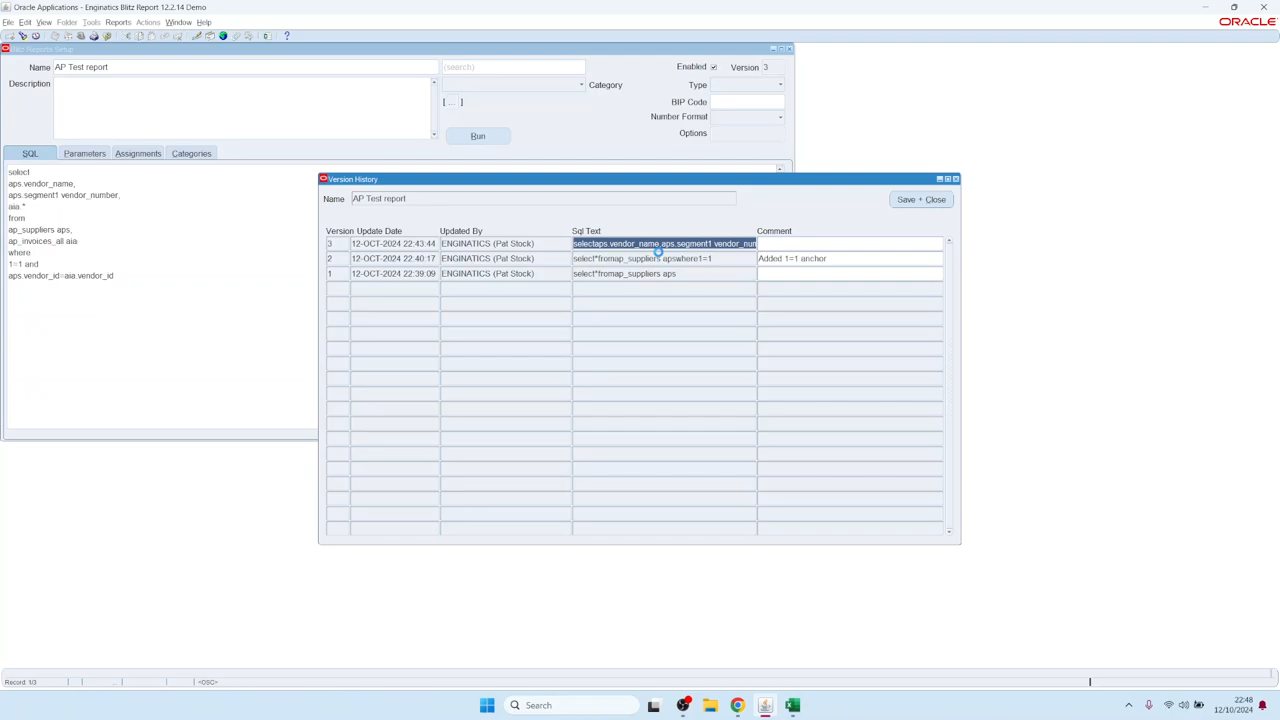 Oracle Applications - Enginatics Blitz Report 12.2.14 Demo
File Edit View Folder Tools Reports Actions Window Help
ORACLE
Blitz Reports Setup
Name AP Test report (search) Enabled Version 3
Description Category Type
[ ... ] BIP Code
Number Format
Run Options
SQL Parameters Assignments Categories
select
aps.vendor_name,
aps.segment1 vendor_number,
aia.*
from
ap_suppliers aps,
ap_invoices_all aia
where
1=1 and
aps.vendor_id=aia.vendor_id
Version History
Name AP Test report Save + Close
Version Update Date Updated By Sql Text Comment
3 12-OCT-2024 22:43:44 ENGINATICS (Pat Stock) selectaps.vendor_name,aps.segment1 vendor_num
2 12-OCT-2024 22:40:17 ENGINATICS (Pat Stock) select*fromap_suppliers apswhere1=1 Added 1=1 anchor
1 12-OCT-2024 22:39:09 ENGINATICS (Pat Stock) select*fromap_suppliers aps
Record: 1/3 ... <OSC>
Search
22:48
12/10/2024